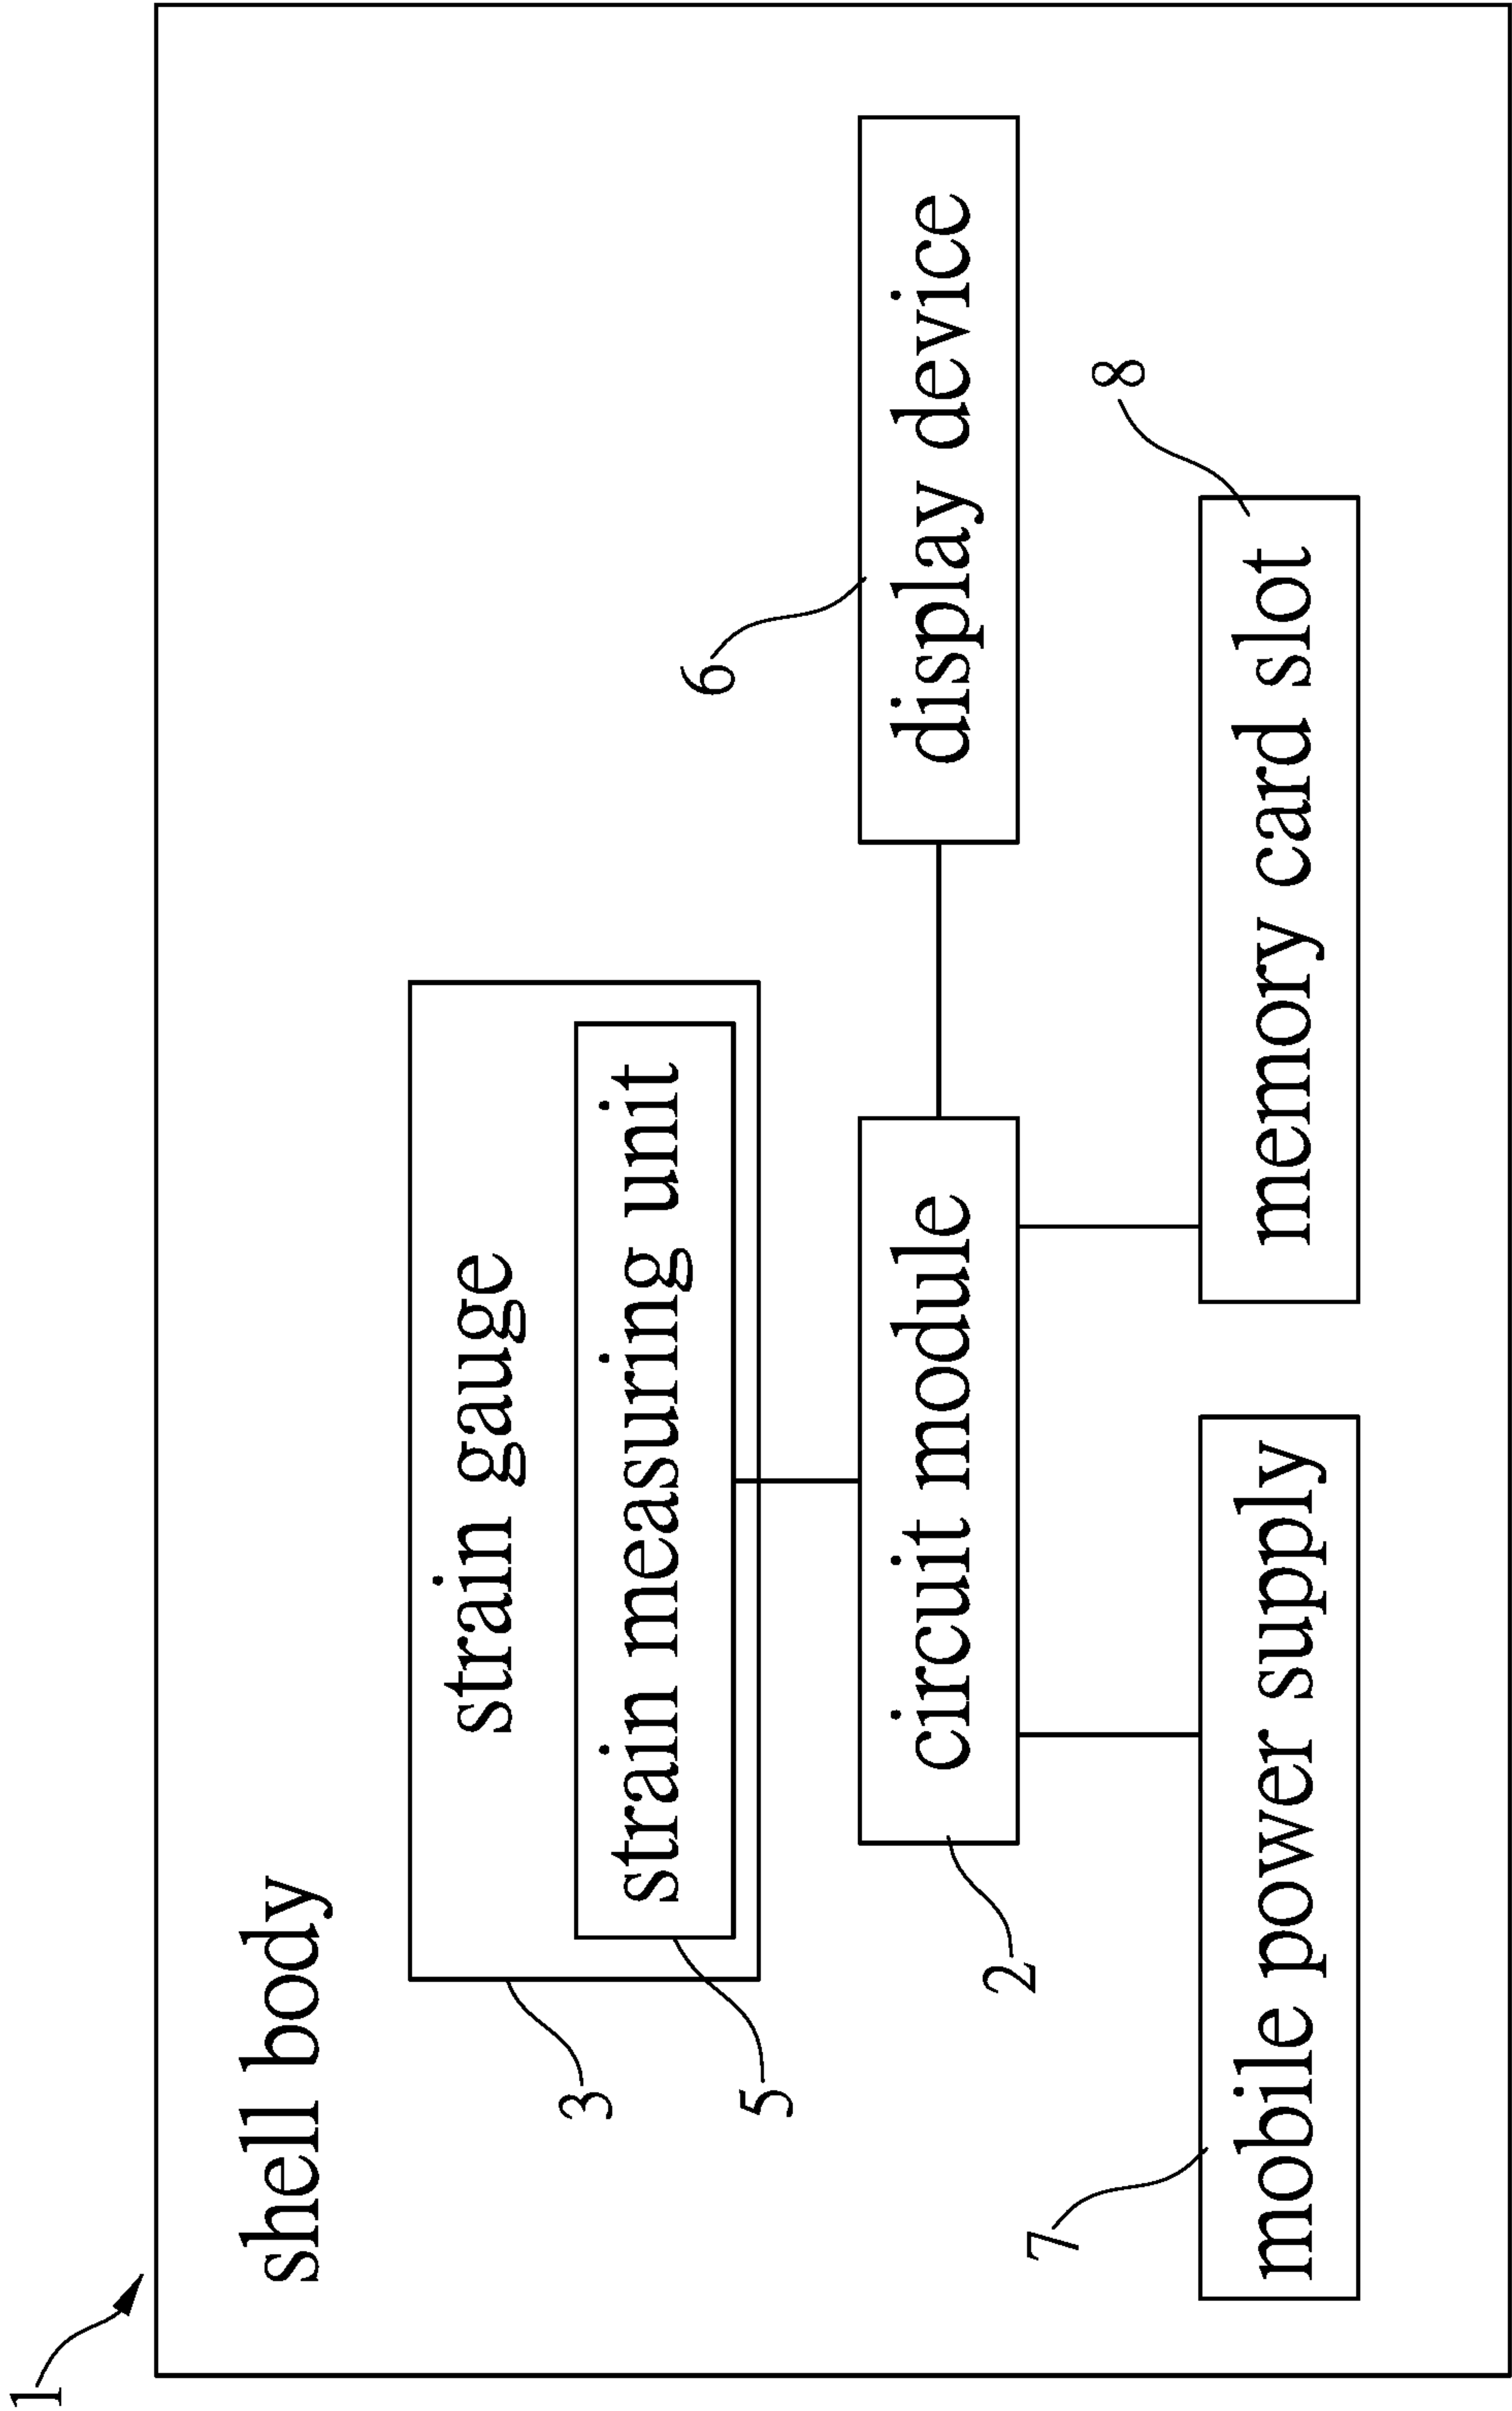 1
shell body
strain gauge
3
strain measuring unit
5
6
circuit module
display device
2
8
7
mobile power supply
memory card slot